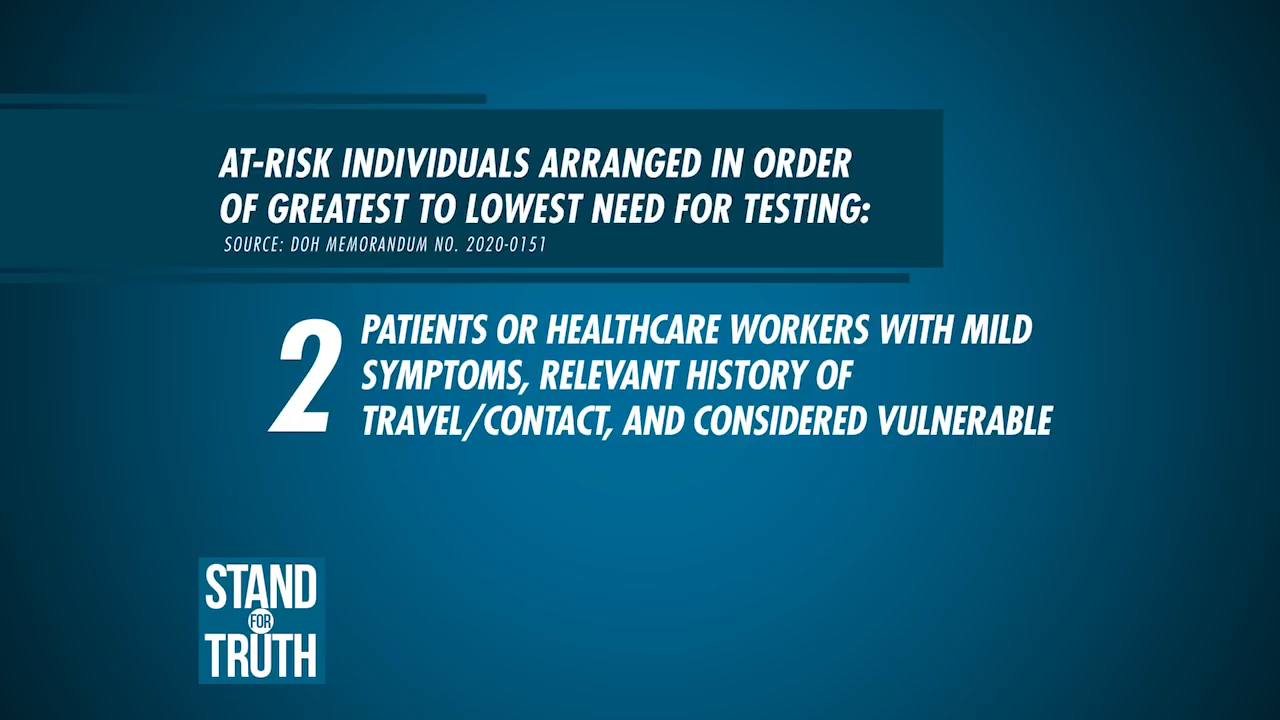 AT-RISK INDIVIDUALS ARRANGED IN ORDER
OF GREATEST TO LOWEST NEED FOR TESTING:
SOURCE: DOH MEMORANDUM NO. 2020-0151
2
PATIENTS OR HEALTHCARE WORKERS WITH MILD
SYMPTOMS, RELEVANT HISTORY OF
TRAVEL/CONTACT, AND CONSIDERED VULNERABLE
STAND
FOR
TRUTH